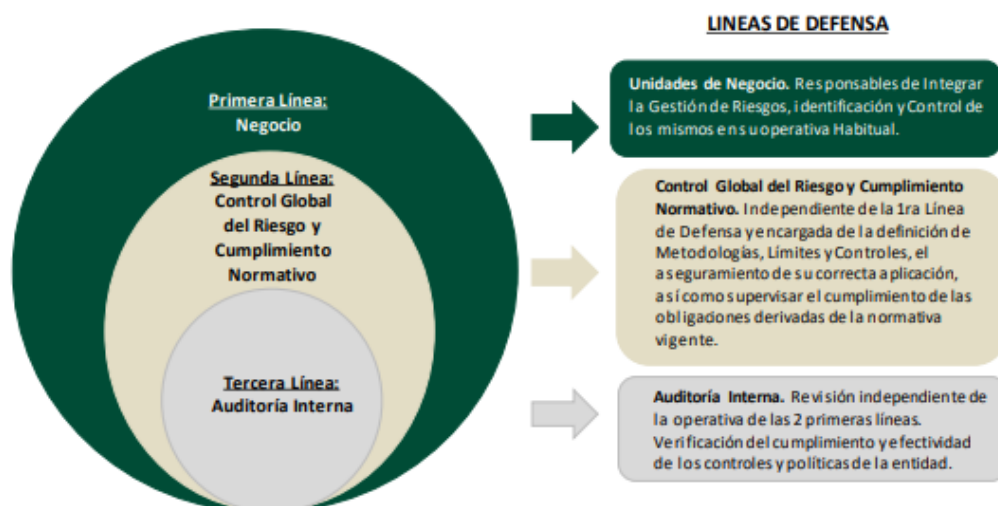 LINEAS DE DEFENSA
Primera Línea:
Negocio
Unidades de Negocio. Responsables de Integrar
la Gestión de Riesgos, identificación y Control de
los mismos en su operativa Habitual.
Segunda Línea:
Control Global
del Riesgo y
Cumplimiento
Normativo
Control Global del Riesgo y Cumplimiento
Normativo. Independiente de la 1ra Línea
de Defensa y encargada de la definición de
Metodologías, Límites y Controles, el
aseguramiento de su correcta aplicación,
así como supervisar el cumplimiento de las
obligaciones derivadas de la normativa
vigente.
Tercera Línea:
Auditoría Interna
Auditoría Interna. Revisión independiente de
la operativa de las 2 primeras líneas.
Verificación del cumplimiento y efectividad
de los controles y políticas de la entidad.